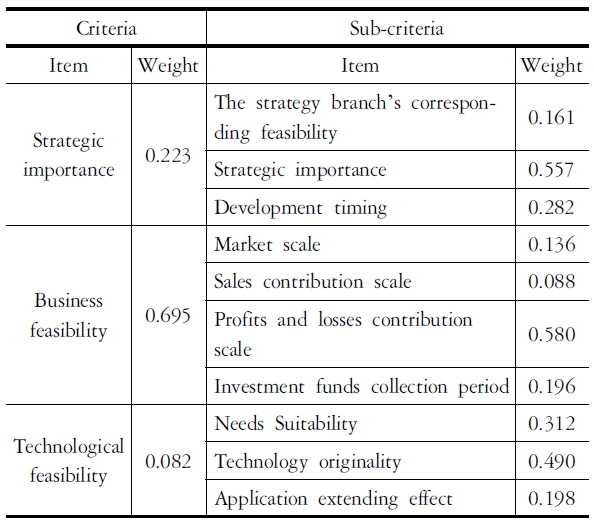 Criteria Sub-criteria
Item Weight Item Weight
Strategic importance 0.223 The strategy branch's correspon-
ding feasibility 0.161
Strategic importance 0.557
Development timing 0.282
Business feasibility 0.695 Market scale 0.136
Sales contribution scale 0.088
Profits and losses contribution
scale 0.580
Investment funds collection period 0.196
Technological feasibility 0.082 Needs Suitability 0.312
Technology originality 0.490
Application extending effect 0.198